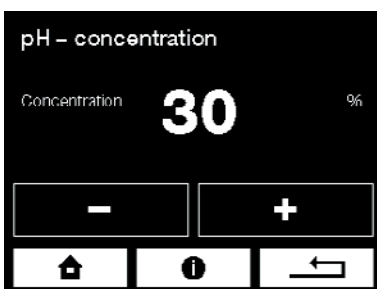 pH – concentration
Concentration 30 %
– +